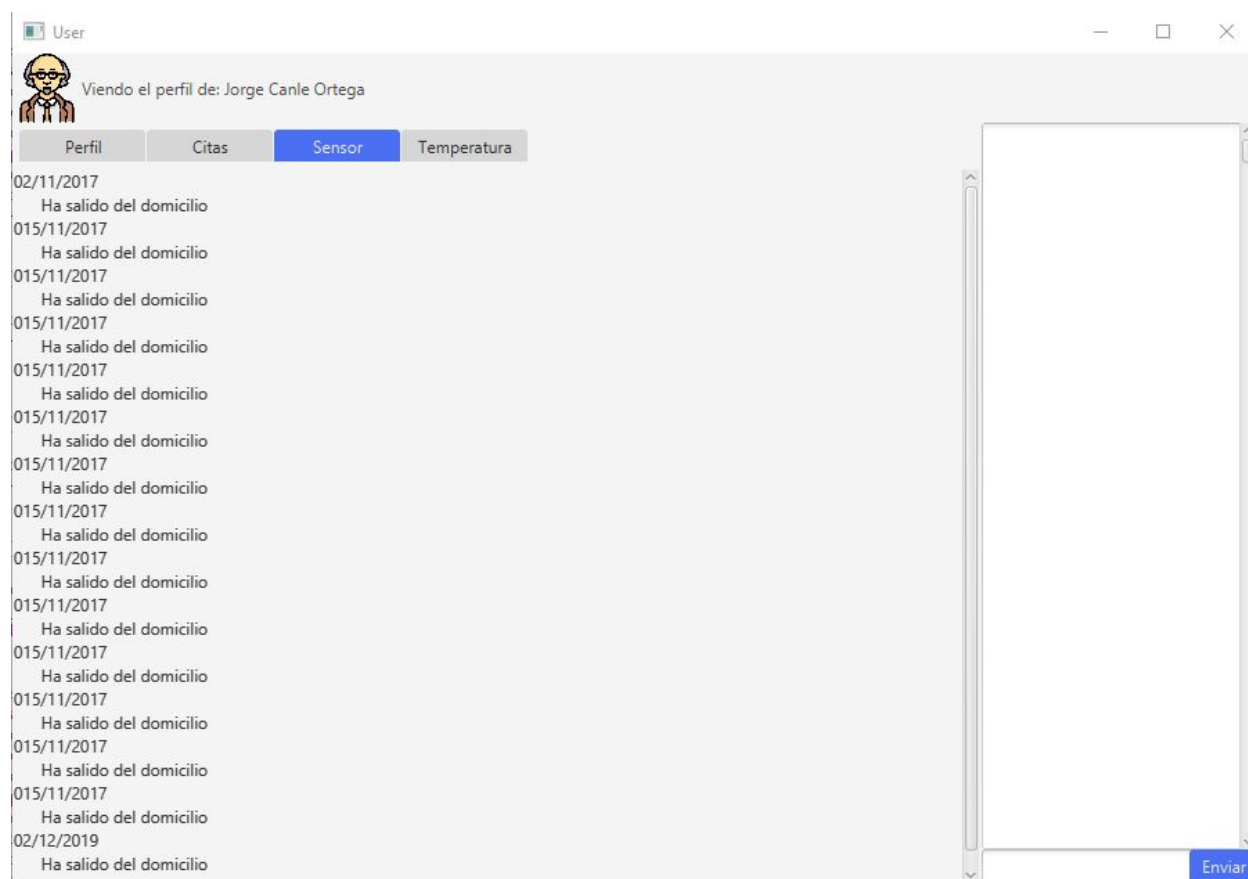 User
Viendo el perfil de: Jorge Canle Ortega
Perfil Citas Sensor Temperatura
02/11/2017
Ha salido del domicilio
015/11/2017
Ha salido del domicilio
015/11/2017
Ha salido del domicilio
015/11/2017
Ha salido del domicilio
015/11/2017
Ha salido del domicilio
015/11/2017
Ha salido del domicilio
015/11/2017
Ha salido del domicilio
015/11/2017
Ha salido del domicilio
015/11/2017
Ha salido del domicilio
015/11/2017
Ha salido del domicilio
015/11/2017
Ha salido del domicilio
015/11/2017
Ha salido del domicilio
015/11/2017
Ha salido del domicilio
015/11/2017
Ha salido del domicilio
02/12/2019
Ha salido del domicilio
Enviar